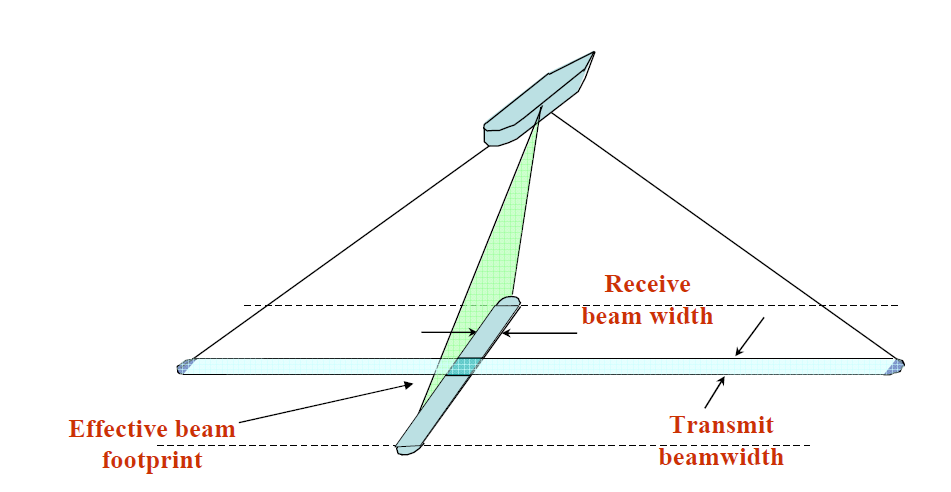 Receive
beam width
Effective beam
footprint
Transmit
beamwidth